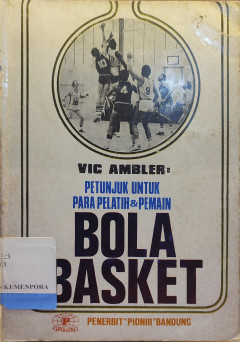 VIC AMBLER:
PETUNJUK UNTUK
PARA PELATIH & PEMAIN
BOLA
BASKET
KEMENPORA
PENERBIT "PIONIR" BANDUNG